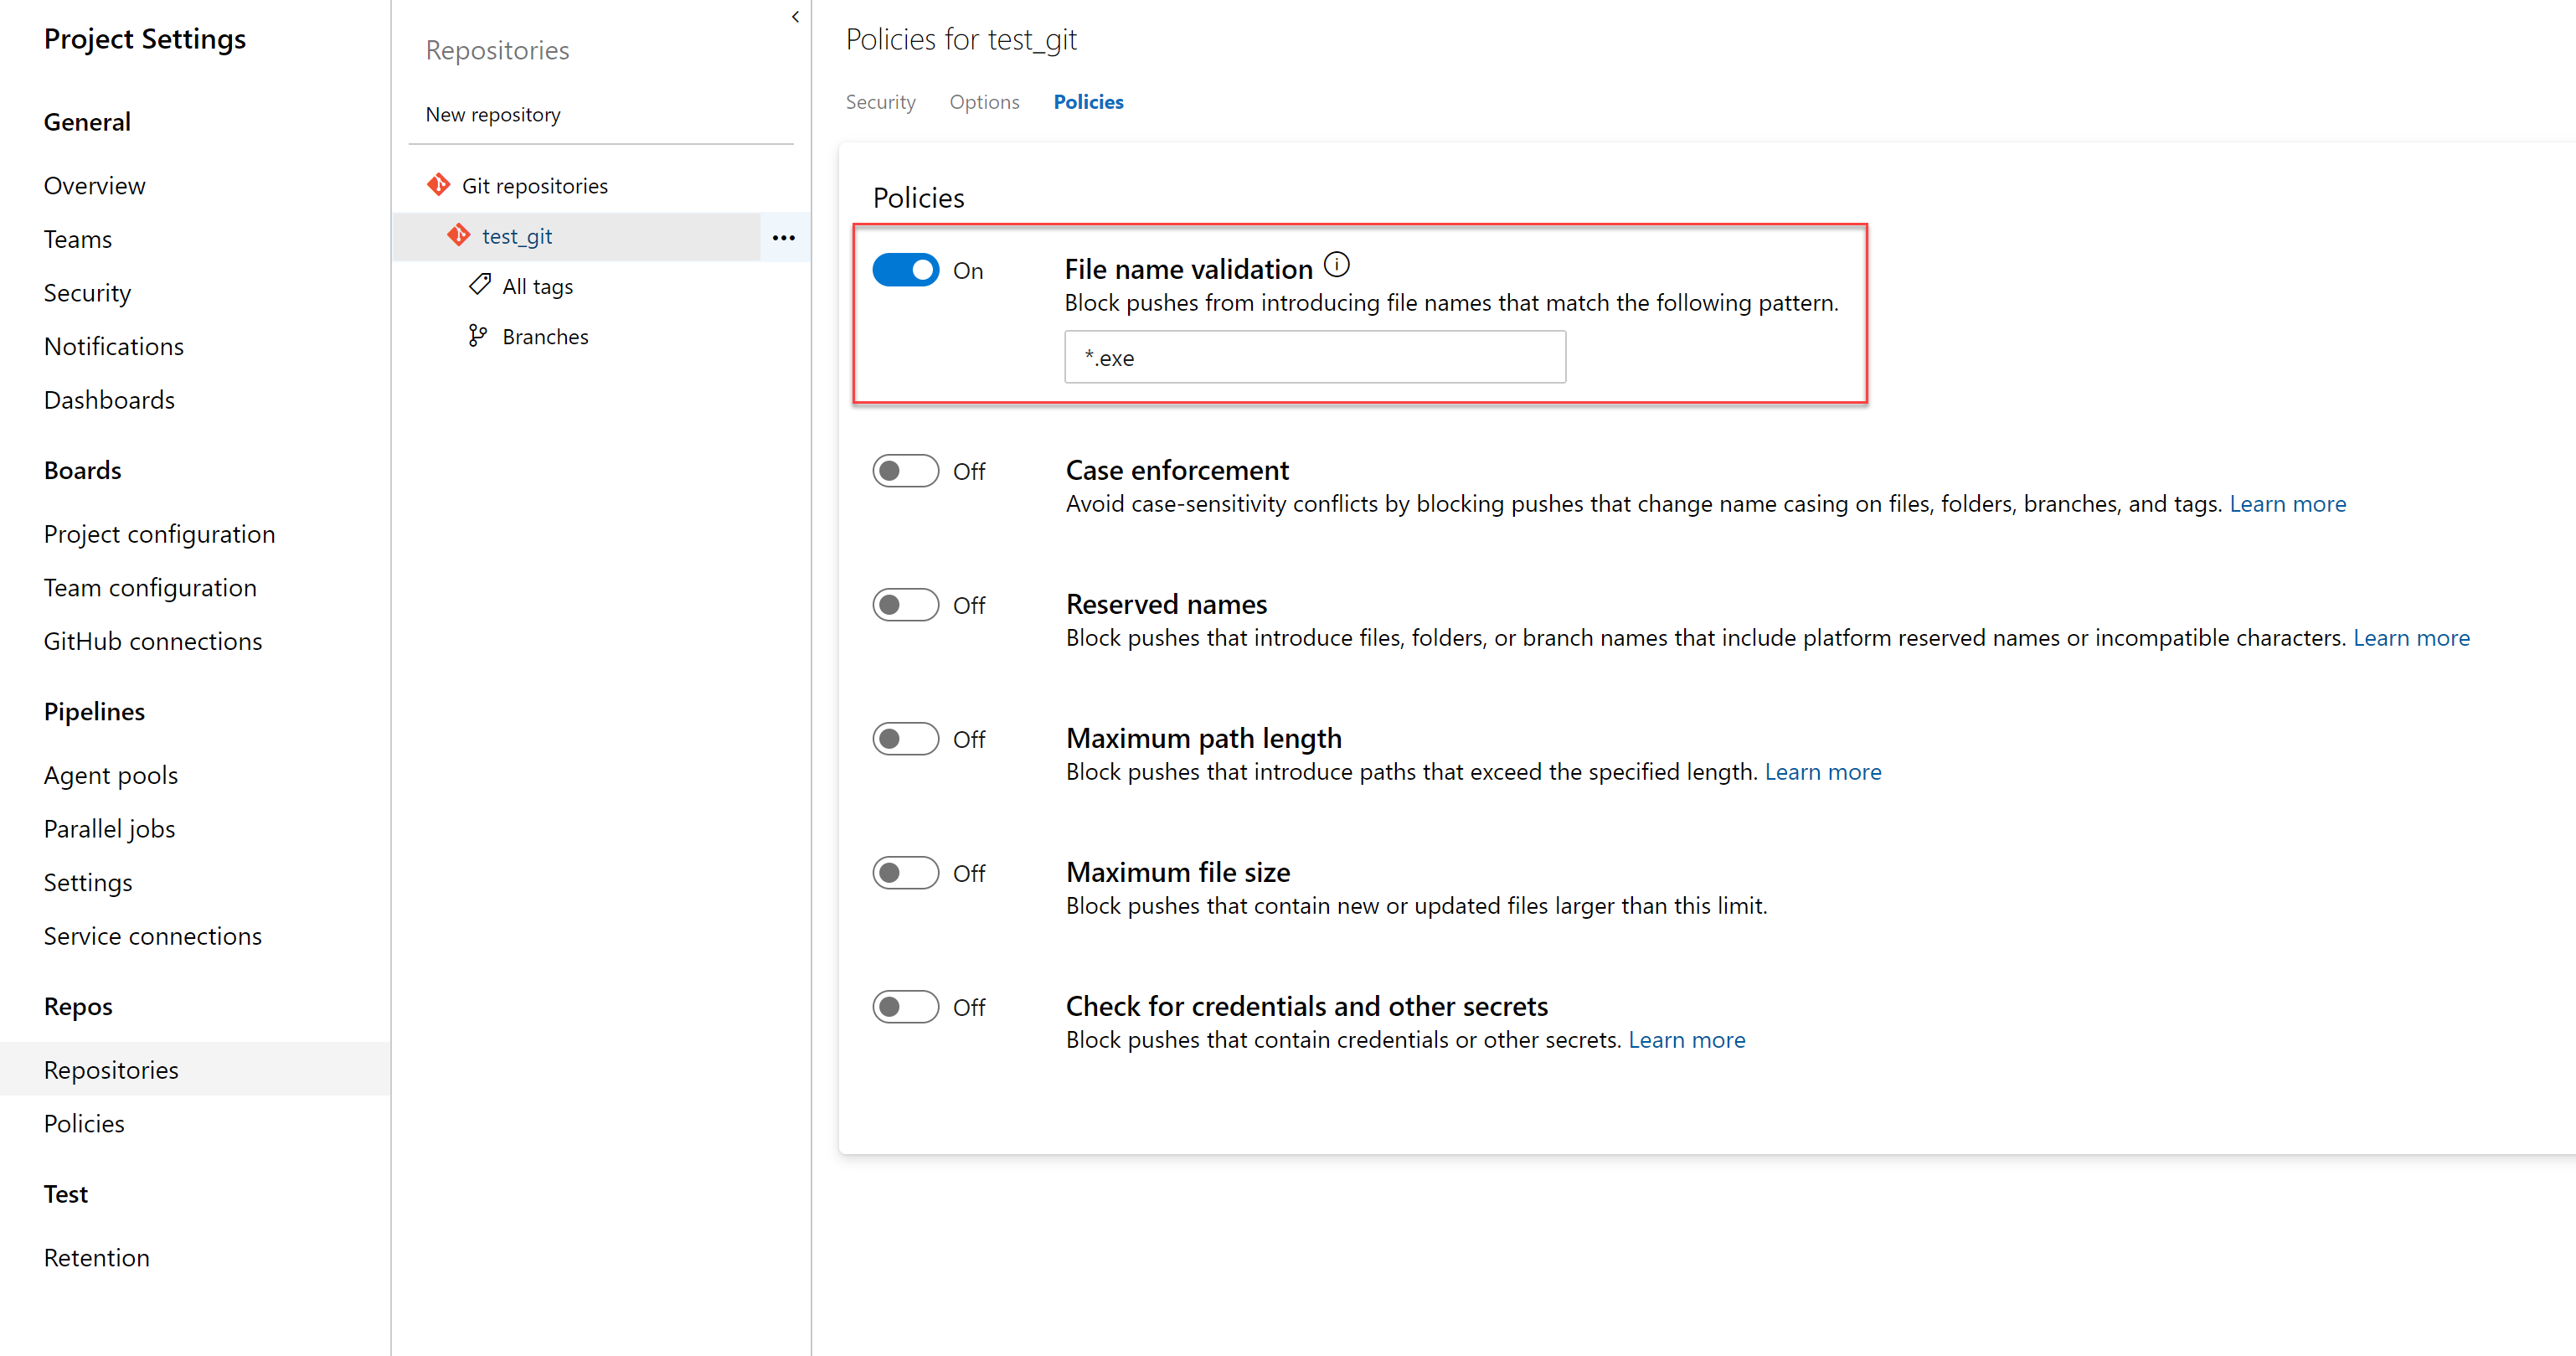 Project Settings
General
Overview
Teams
Security
Notifications
Dashboards
Boards
Project configuration
Team configuration
GitHub connections
Pipelines
Agent pools
Parallel jobs
Settings
Service connections
Repos
Repositories
Policies
Test
Retention
Repositories
New repository
Git repositories
test_git
All tags
Branches
Policies for test_git
Security Options Policies
Policies
On File name validation
Block pushes from introducing file names that match the following pattern.
*.exe
Off Case enforcement
Avoid case-sensitivity conflicts by blocking pushes that change name casing on files, folders, branches, and tags. Learn more
Off Reserved names
Block pushes that introduce files, folders, or branch names that include platform reserved names or incompatible characters. Learn more
Off Maximum path length
Block pushes that introduce paths that exceed the specified length. Learn more
Off Maximum file size
Block pushes that contain new or updated files larger than this limit.
Off Check for credentials and other secrets
Block pushes that contain credentials or other secrets. Learn more